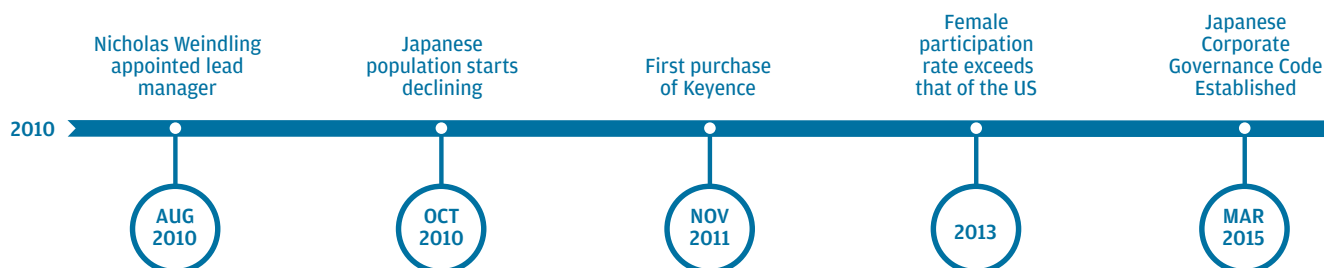 Nicholas Weindling
appointed lead
manager
Japanese
population starts
declining
First purchase
of Keyence
Female
participation
rate exceeds
that of the US
Japanese
Corporate
Governance Code
Established
2010
AUG
2010
OCT
2010
NOV
2011
2013
MAR
2015